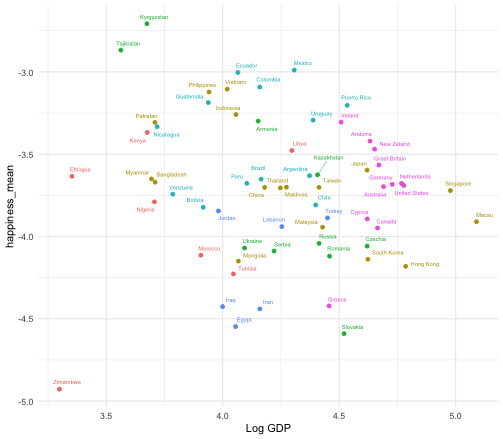 Kyrgyzstan
Tajikistan
Ecuador
Mexico
Philippines
Vietnam
Colombia
Guatemala
Puerto Rico
Indonesia
Uruguay
Ireland
Pakistan
Nicaragua
Armenia
Kenya
Andorra
Libya
New Zealand
Japan
Kazakhstan
Great Britain
Ethiopia
Myanmar
Bangladesh
Peru
Brazil
Thailand
Argentina
Taiwan
Germany
Netherlands
Singapore
Venzula
China
Maldives
Chile
Australia
United States
Bolivia
Nigeria
Jordan
Lebanon
Turkey
Cyprus
Canada
Macau
Malaysia
Morocco
Ukraine
Serbia
Russia
Romania
Czechia
South Korea
Hong Kong
Mongolia
Tunisia
Iraq
Iran
Greece
Egypt
Slovakia
Zimbabwe
-3.0
-3.5
-4.0
-4.5
-5.0
3.5 4.0 4.5 5.0
Log GDP
happiness_mean